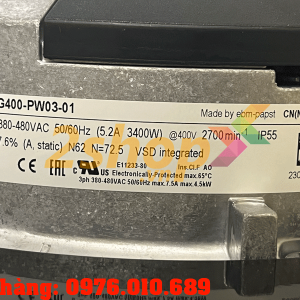 G400-PW03-01
Made by ebm-papst CN(N
380-480VAC 50/60Hz (5.2A 3400W) @400V 2700min⁻¹ IP55
7.6% (A, static) N62 N=72.5 VSD integrated
E11233-80 Ins.Cl.F AO
US Electronically-Protected max.65°C
3ph 380-480VAC 50/60Hz max.7.5A max.4.5kW
230
hàng: 0976.010.689